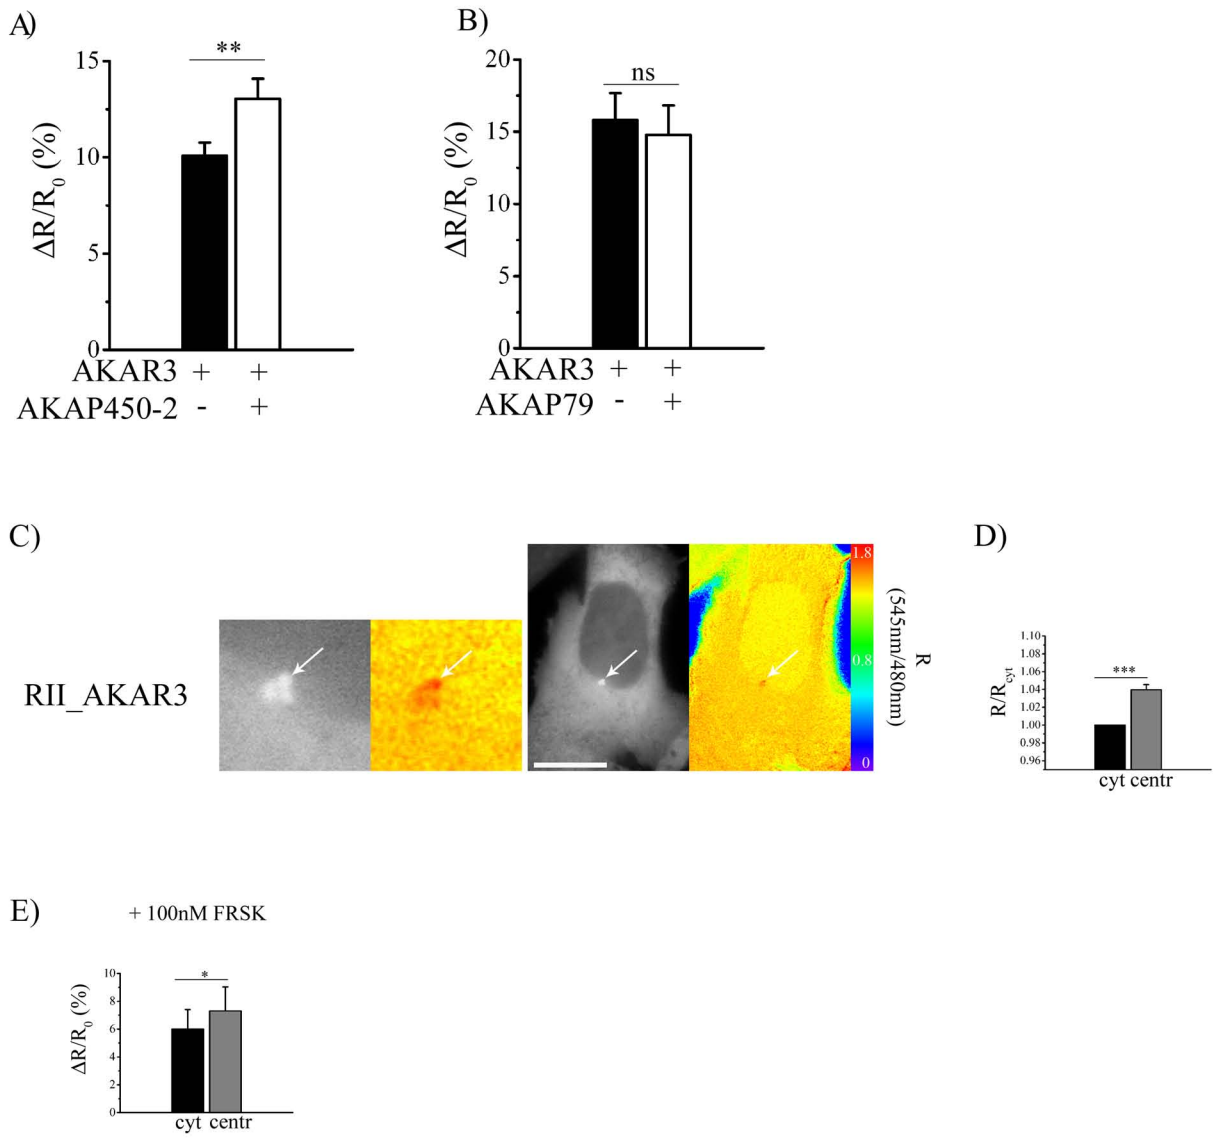 A)
**
15
10
5
0
ΔR/R0 (%)
AKAR3 + +
AKAP450-2 - +
B)
ns
20
15
10
5
0
ΔR/R0 (%)
AKAR3 + +
AKAP79 - +
C)
RII_AKAR3
1.8
0.8
0
R
(545nm/480nm)
D)
***
1.10
1.08
1.06
1.04
1.02
1.00
0.98
0.96
R/Rcyt
cyt centr
E)
+ 100nM FRSK
*
10
8
6
4
2
0
ΔR/R0 (%)
cyt centr